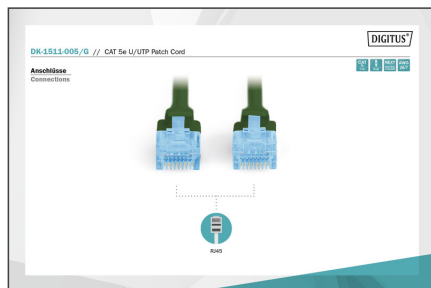 DIGITUS®
DK-1511-005/G // CAT 5e U/UTP Patch Cord
Anschlüsse
Connections
RJ45